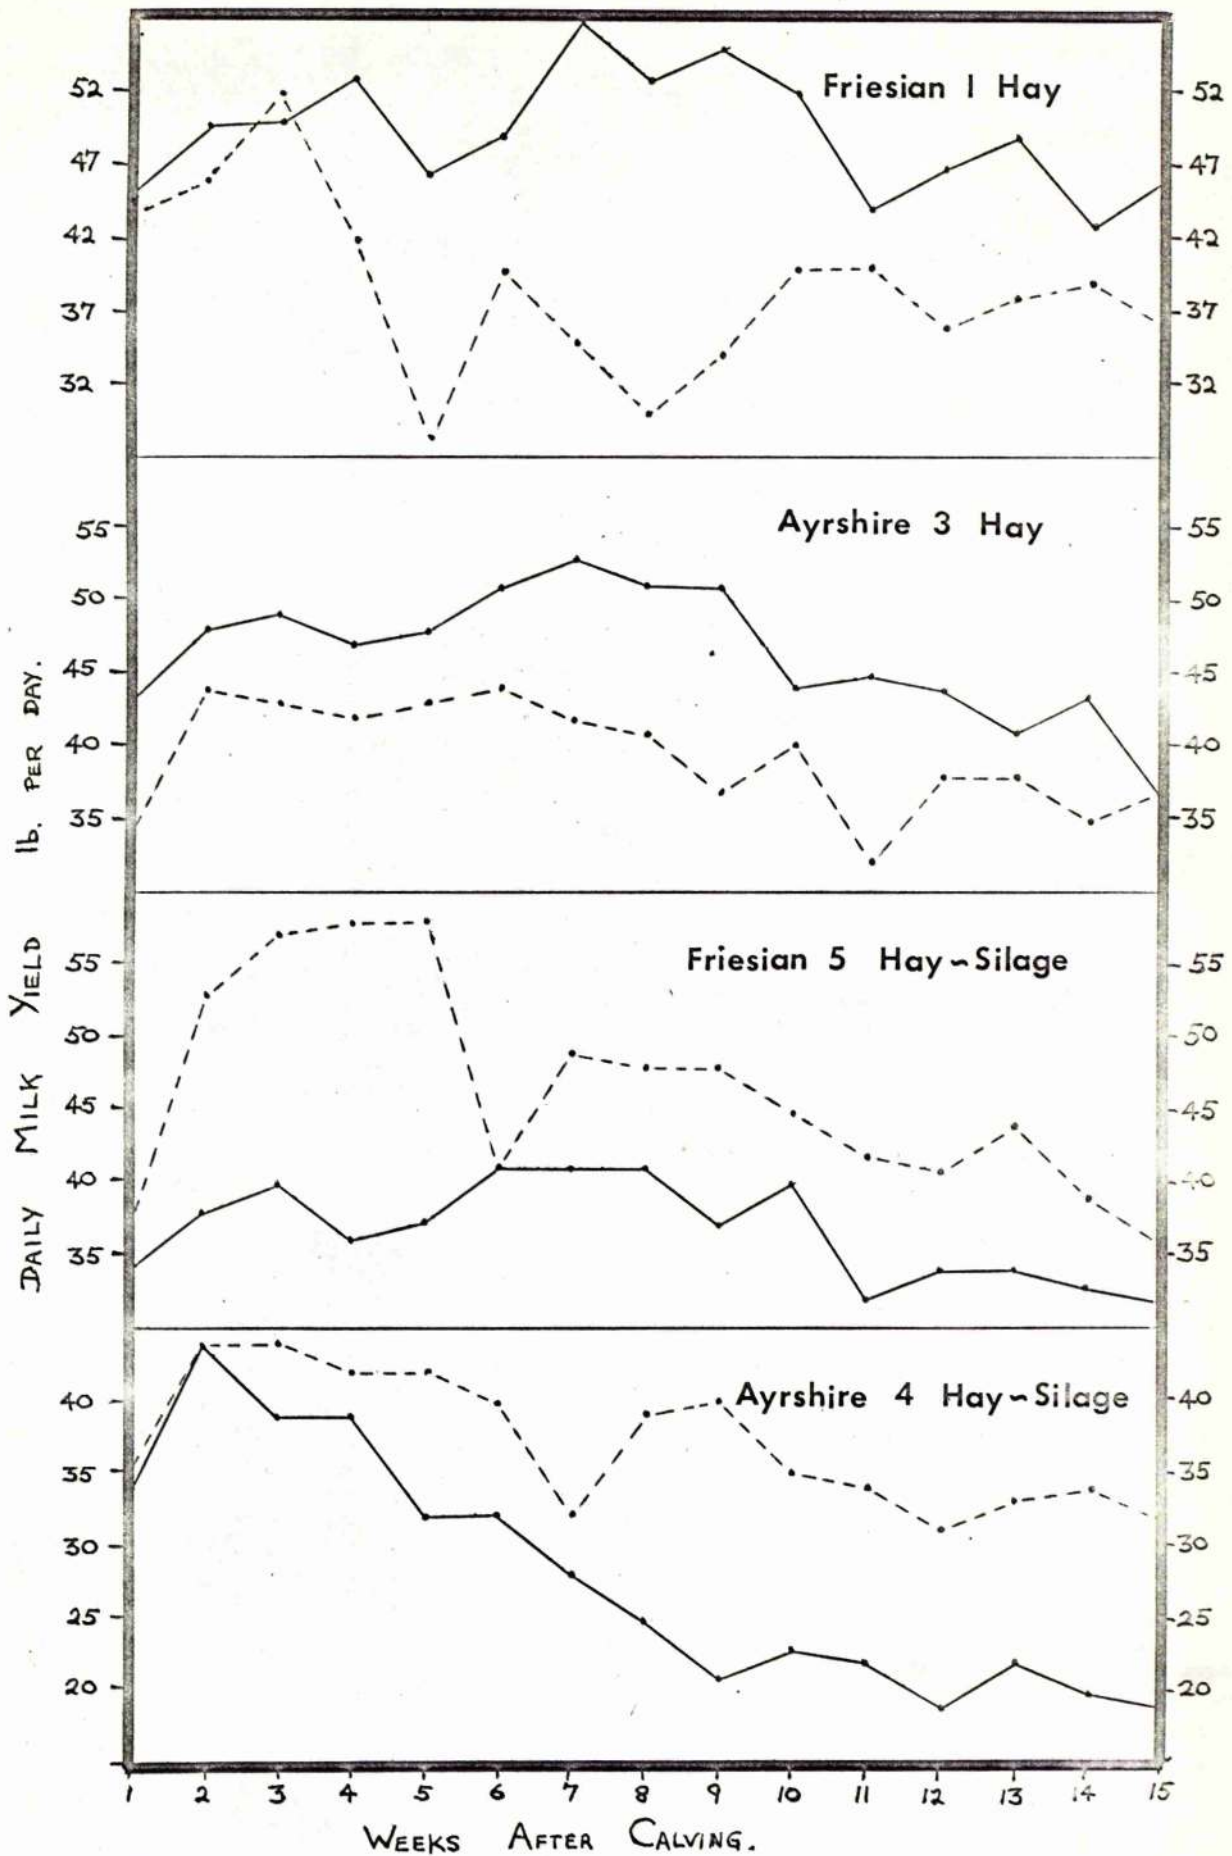 Friesian 1 Hay
52 52
47 47
42 42
37 37
32 32
Ayrshire 3 Hay
55 55
50 50
45 45
40 40
35 35
Friesian 5 Hay~Silage
55 55
50 50
45 45
40 40
35 35
Ayrshire 4 Hay~Silage
40 40
35 35
30 30
25 25
20 20
1 2 3 4 5 6 7 8 9 10 11 12 13 14 15
WEEKS AFTER CALVING.
DAILY MILK YIELD lb. PER DAY.